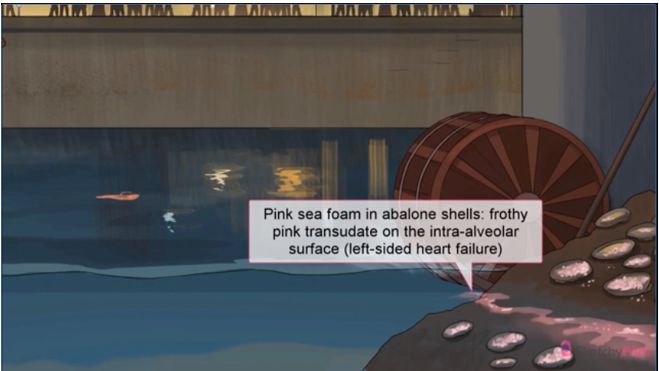 Pink sea foam in abalone shells: frothy
pink transudate on the intra-alveolar
surface (left-sided heart failure)